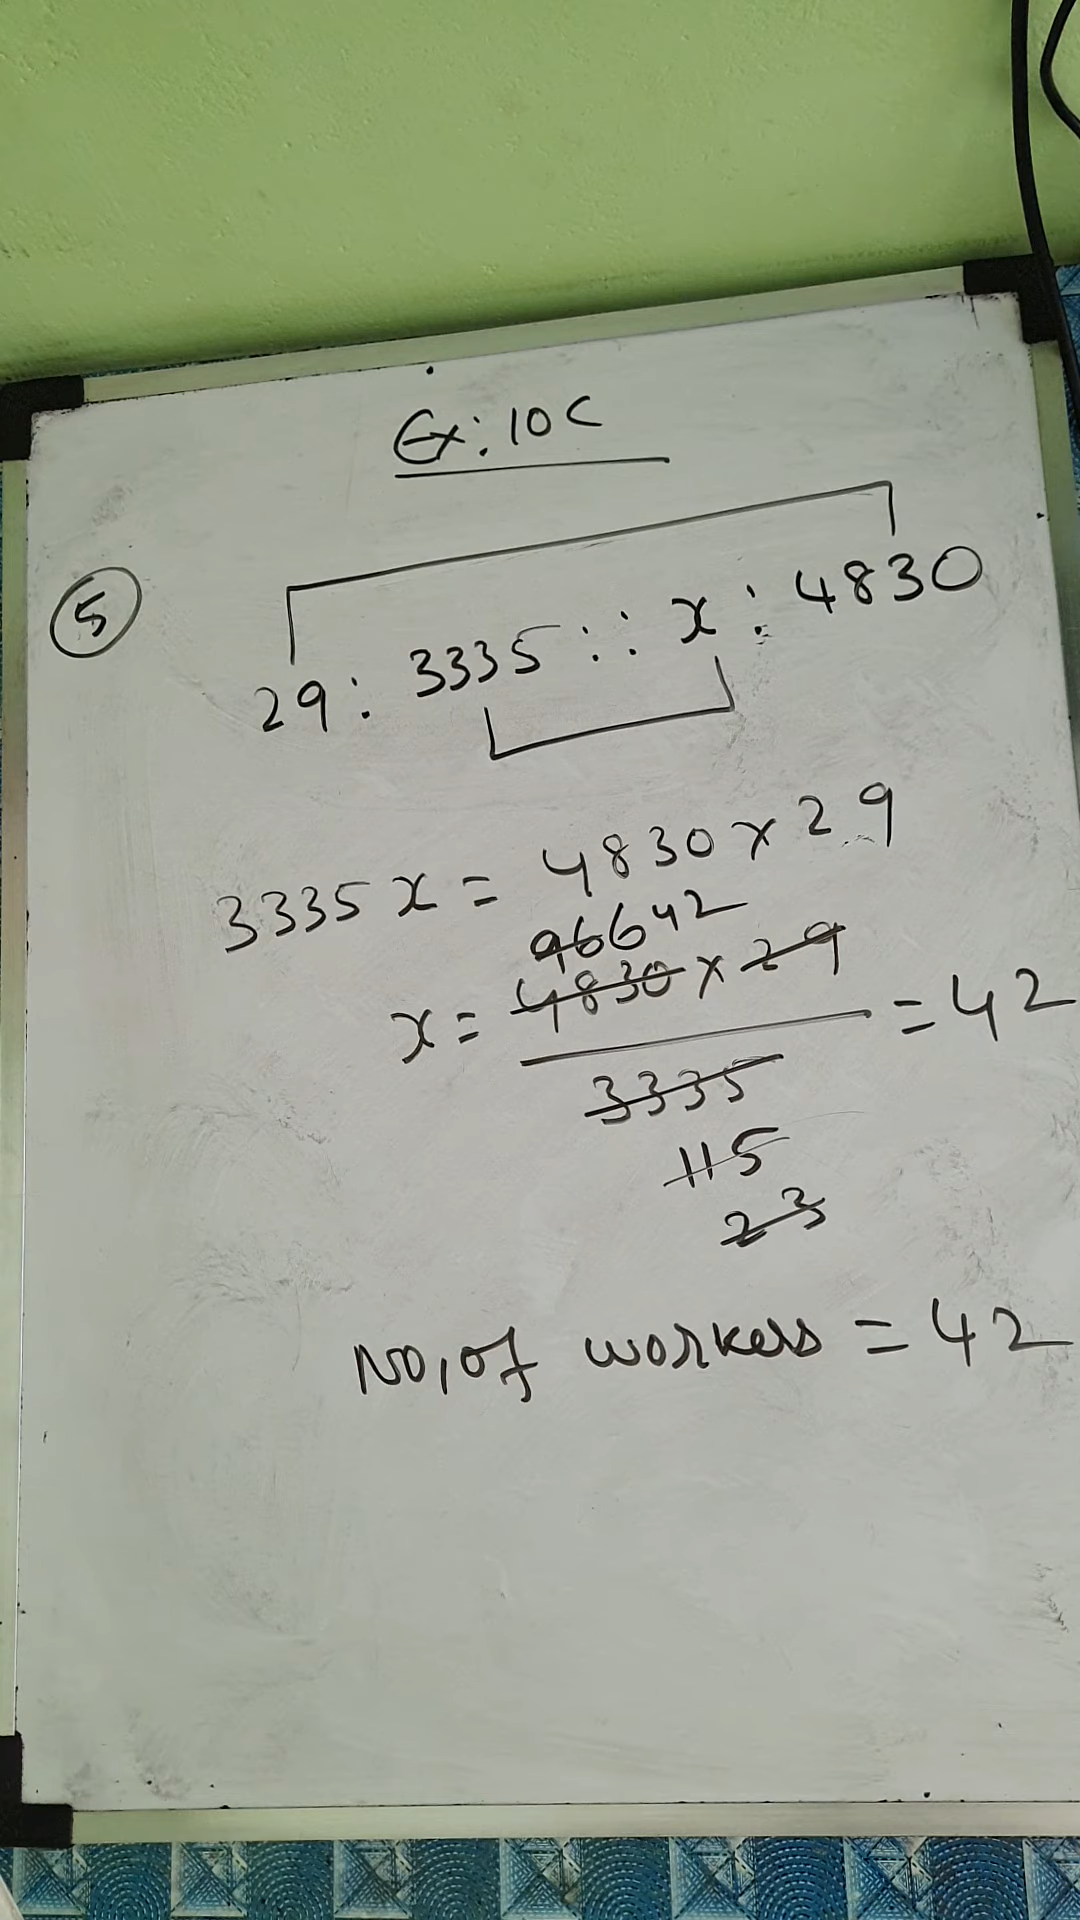 Ex: 10C
5
29 : 3335 :: x : 4830
3335 x = 4830 x 29
966 42
x = 4830 x 29 = 42
3335
115
23
No, of workers = 42